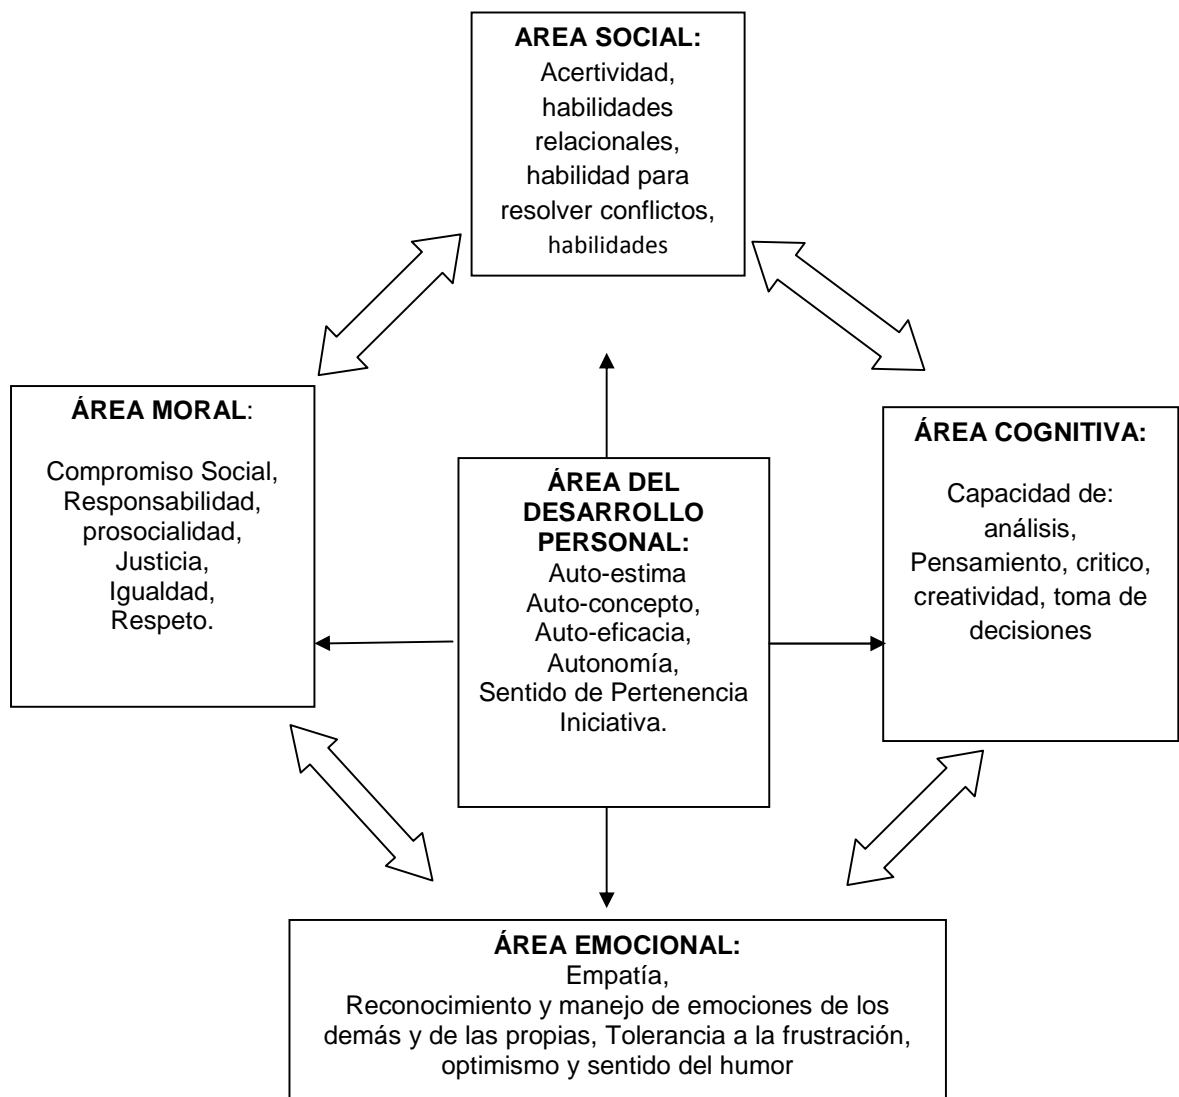 AREA SOCIAL:
Acertividad,
habilidades
relacionales,
habilidad para
resolver conflictos,
habilidades
ÁREA MORAL:
Compromiso Social,
Responsabilidad,
prosocialidad,
Justicia,
Igualdad,
Respeto.
ÁREA DEL
DESARROLLO
PERSONAL:
Auto-estima
Auto-concepto,
Auto-eficacia,
Autonomía,
Sentido de Pertenencia
Iniciativa.
ÁREA COGNITIVA:
Capacidad de:
análisis,
Pensamiento, critico,
creatividad, toma de
decisiones
ÁREA EMOCIONAL:
Empatía,
Reconocimiento y manejo de emociones de los
demás y de las propias, Tolerancia a la frustración,
optimismo y sentido del humor